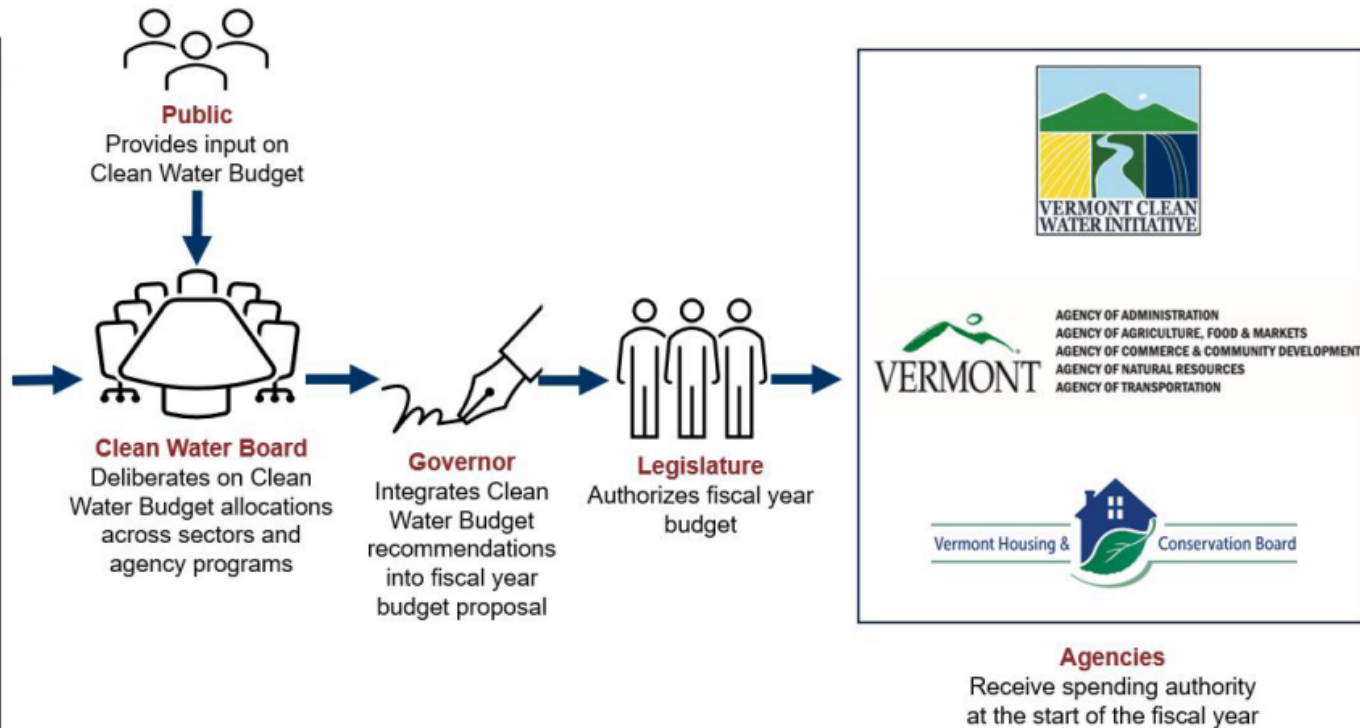 Public
Provides input on
Clean Water Budget
Clean Water Board
Deliberates on Clean
Water Budget allocations
across sectors and
agency programs
Governor
Integrates Clean
Water Budget
recommendations
into fiscal year
budget proposal
Legislature
Authorizes fiscal year
budget
VERMONT CLEAN
WATER INITIATIVE
VERMONT
AGENCY OF ADMINISTRATION
AGENCY OF AGRICULTURE, FOOD & MARKETS
AGENCY OF COMMERCE & COMMUNITY DEVELOPMENT
AGENCY OF NATURAL RESOURCES
AGENCY OF TRANSPORTATION
Vermont Housing & Conservation Board
Agencies
Receive spending authority
at the start of the fiscal year